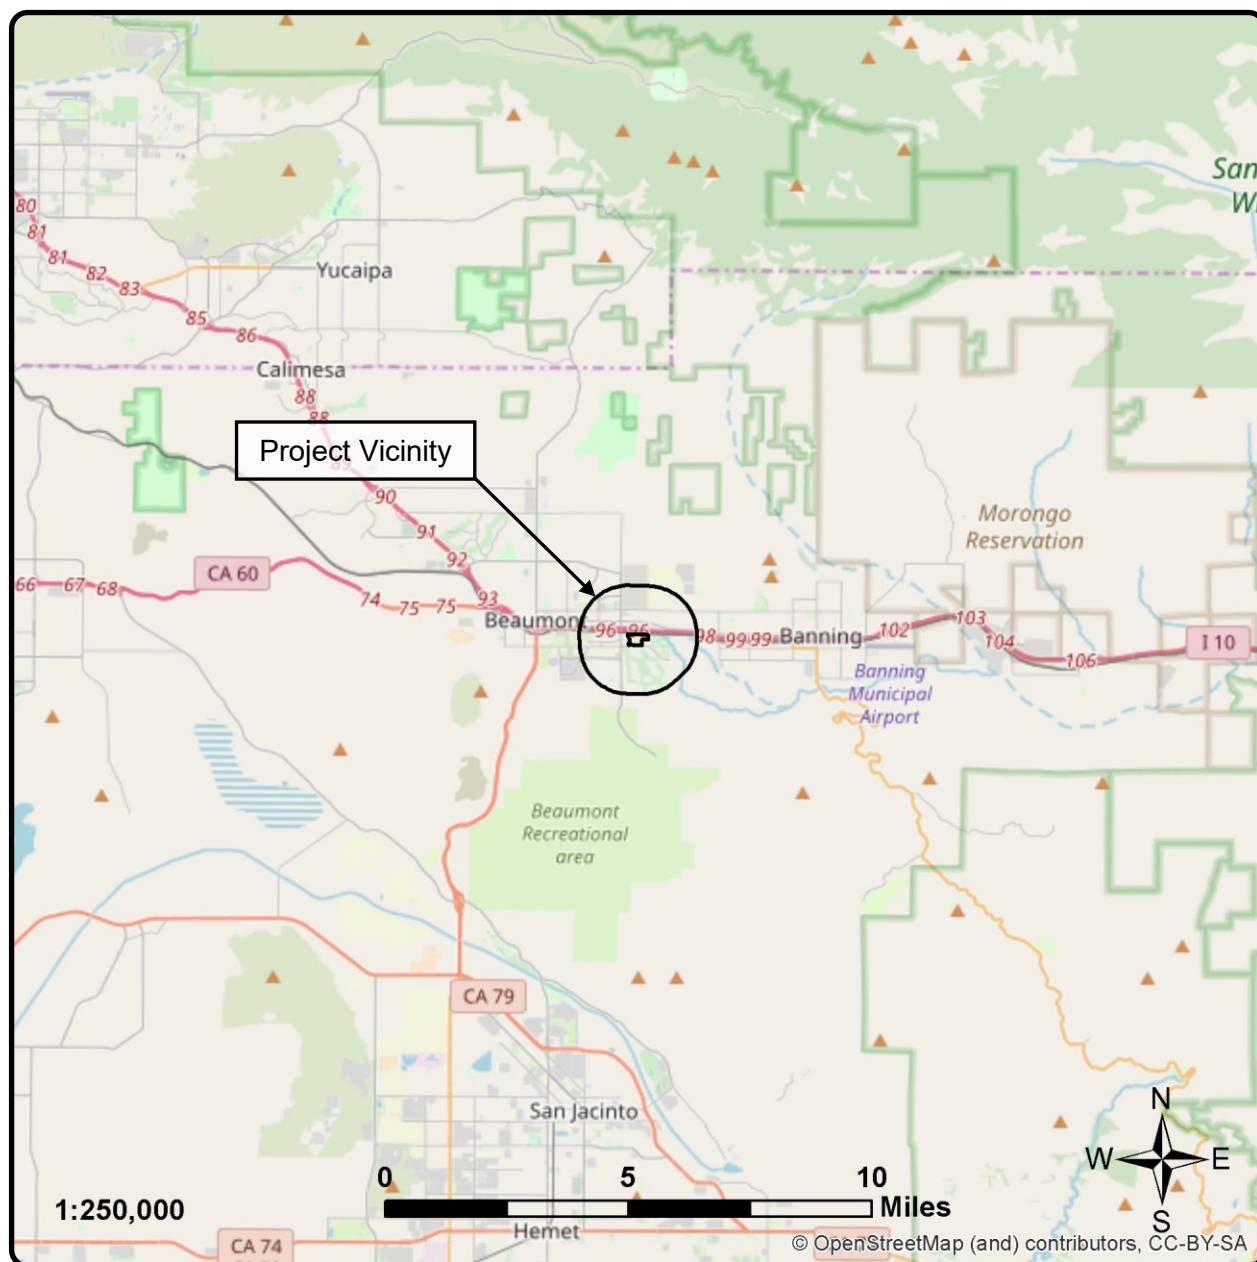 San
Wi
80
81
81
82
83
Yucaipa
85
86
Calimesa
88
88
Project Vicinity
89
90
91
92
Morongo
Reservation
CA 60
66
67
68
74
75
75
93
Beaumont
96
96
98
99
99
Banning
102
103
104
106
I 10
Banning
Municipal
Airport
Beaumont
Recreational
area
CA 79
San Jacinto
N
W
E
S
0
5
10
Miles
1:250,000
Hemet
CA 74
© OpenStreetMap (and) contributors, CC-BY-SA